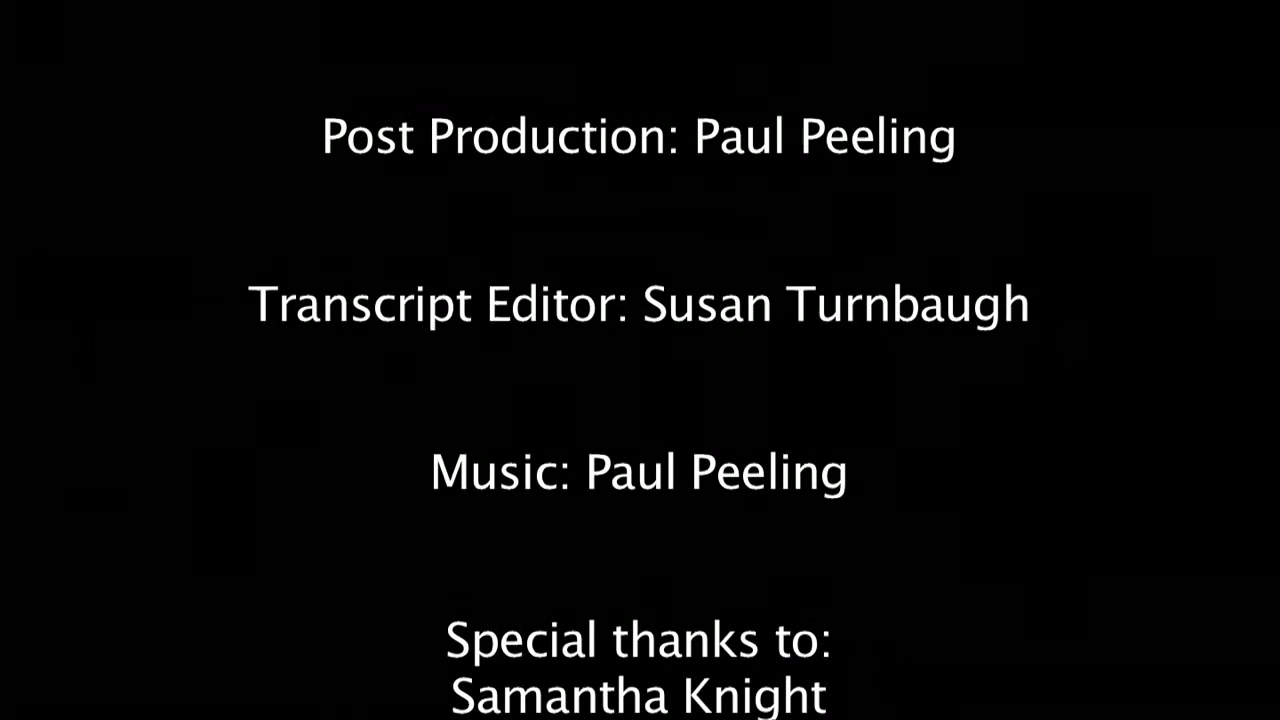 Post Production: Paul Peeling
Transcript Editor: Susan Turnbaugh
Music: Paul Peeling
Special thanks to:
Samantha Knight